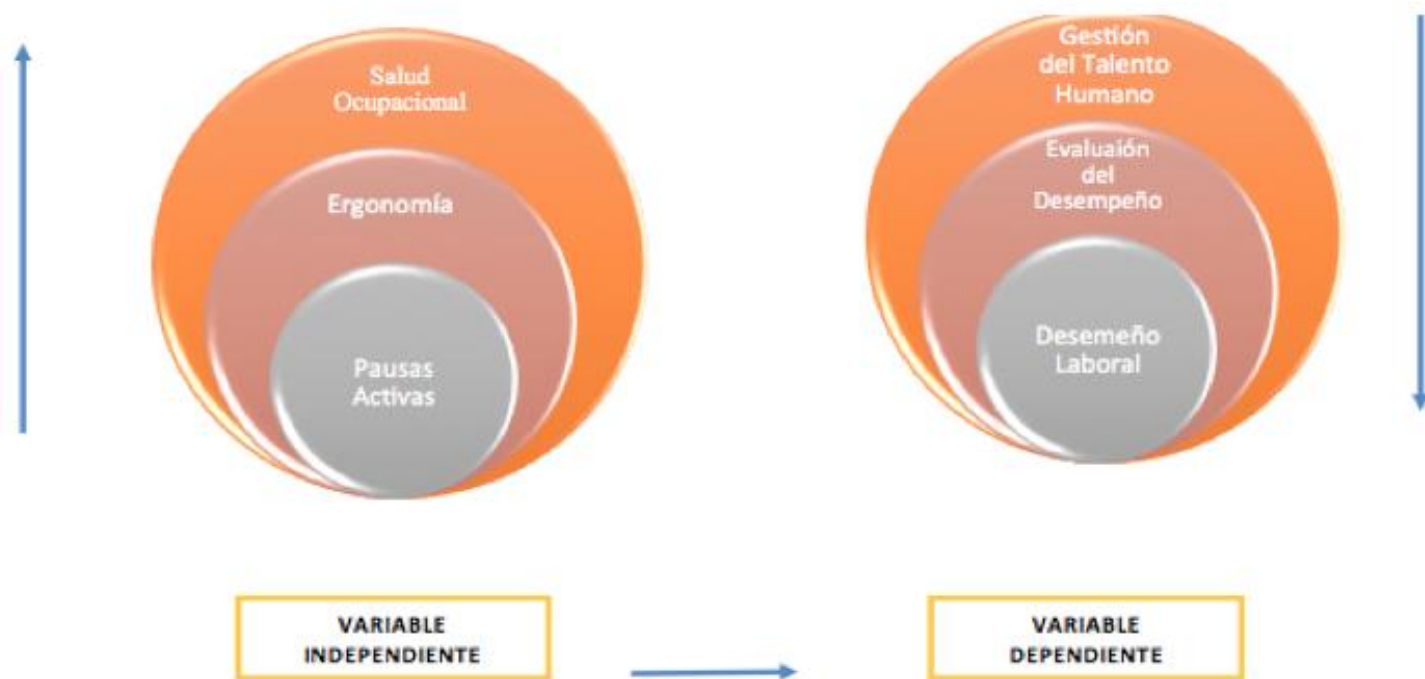 Salud
Ocupacional
Ergonomía
Pausas
Activas
Gestión
del Talento
Humano
Evaluaión
del
Desempeño
Desemeño
Laboral
VARIABLE
INDEPENDIENTE
VARIABLE
DEPENDIENTE